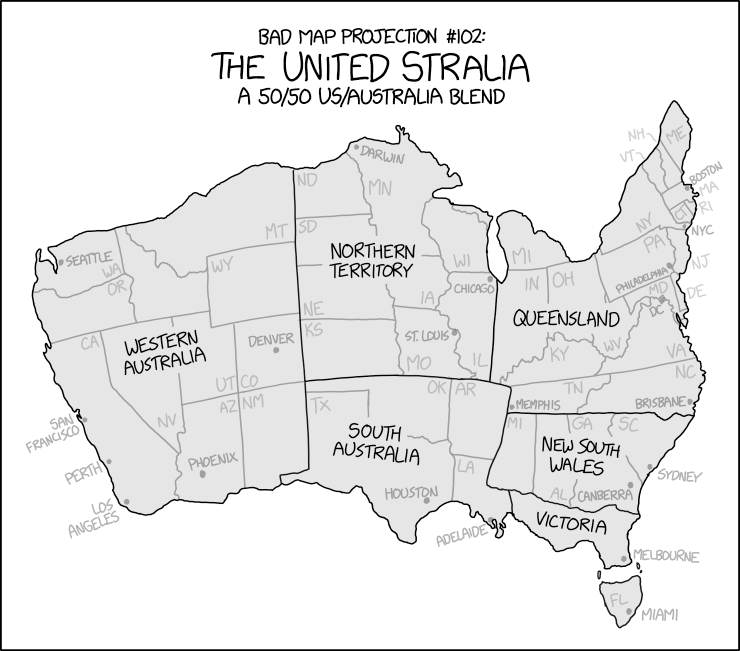 BAD MAP PROJECTION #102:
THE UNITED STRALIA
A 50/50 US/AUSTRALIA BLEND
NH
ME
VT
DARWIN
BOSTON
ND
MN
MA
CT
RI
NY
NYC
MT
SD
WI
MI
PA
SEATTLE
WA
WY
NORTHERN
TERRITORY
NJ
OR
IN
OH
PHILADELPHIA
CHICAGO
MD
DE
IA
DC
NE
QUEENSLAND
CA
WESTERN
AUSTRALIA
DENVER
KS
ST. LOUIS
WV
VA
KY
UT
CO
MO
IL
NC
TN
OK
AR
AZ
NM
TX
MEMPHIS
BRISBANE
NV
SAN
FRANCISCO
SOUTH
AUSTRALIA
MI
GA
SC
NEW SOUTH
WALES
PHOENIX
LA
PERTH
SYDNEY
HOUSTON
AL
CANBERRA
LOS
ANGELES
ADELAIDE
VICTORIA
MELBOURNE
FL
MIAMI